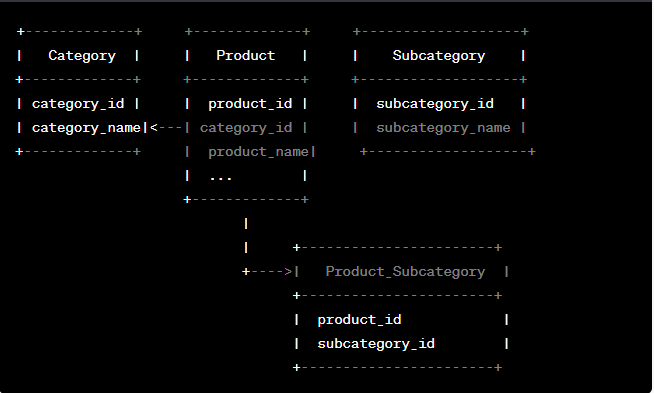 +-------------+     +-------------+     +--------------------+
|   Category  |     |   Product   |     |    Subcategory     |
+-------------+     +-------------+     +--------------------+
| category_id |     |  product_id |     |  subcategory_id   |
| category_name|<---| category_id |     |  subcategory_name |
+-------------+     |  product_name|     +-------------------+
                    |  ...        |
                    +-------------+
                           |
                           |     +-----------------------+
                           +---->|   Product_Subcategory  |
                                 +-----------------------+
                                 |  product_id            |
                                 |  subcategory_id        |
                                 +-----------------------+